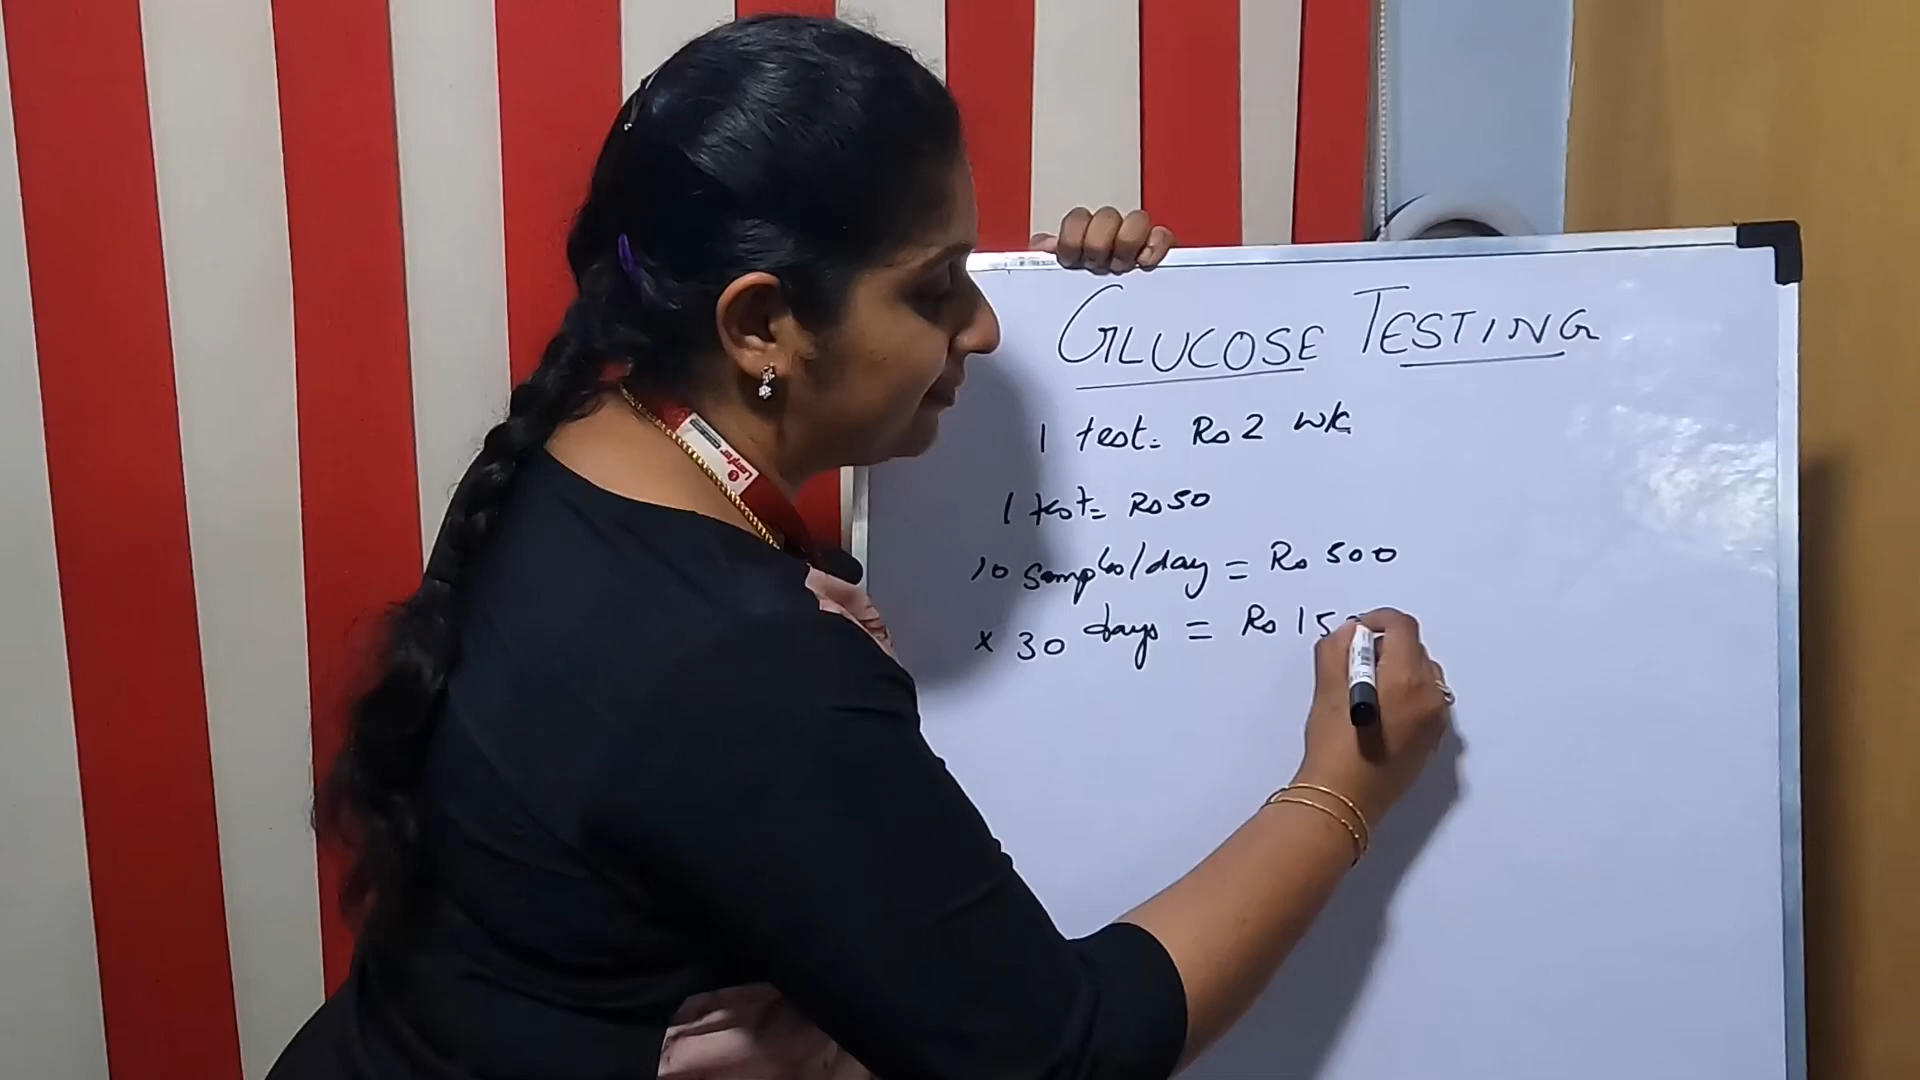 GLUCOSE TESTING
1 test = Rs 2
1 test = Rs 50
10 samples/day = Rs 500
x 30 days = Rs 15